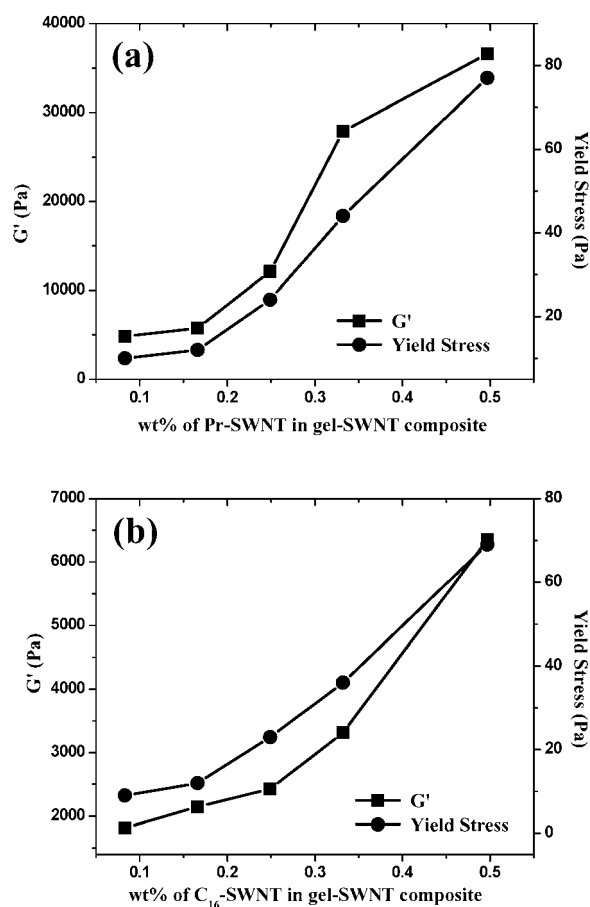 (a)
40000
30000
20000
10000
0
G' (Pa)
80
60
40
20
Yield Stress (Pa)
G'
Yield Stress
0.1 0.2 0.3 0.4 0.5
wt% of Pr-SWNT in gel-SWNT composite
(b)
7000
6000
5000
4000
3000
2000
G' (Pa)
80
60
40
20
0
Yield Stress (Pa)
G'
Yield Stress
0.1 0.2 0.3 0.4 0.5
wt% of C₁₆-SWNT in gel-SWNT composite